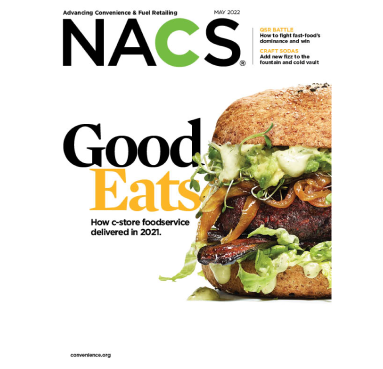 Advancing Convenience & Fuel Retailing
MAY 2022
NACS®
QSR BATTLE
How to fight fast-food's
dominance and win
CRAFT SODAS
Add new fizz to the
fountain and cold vault
Good
Eats
How c-store foodservice
delivered in 2021.
convenience.org